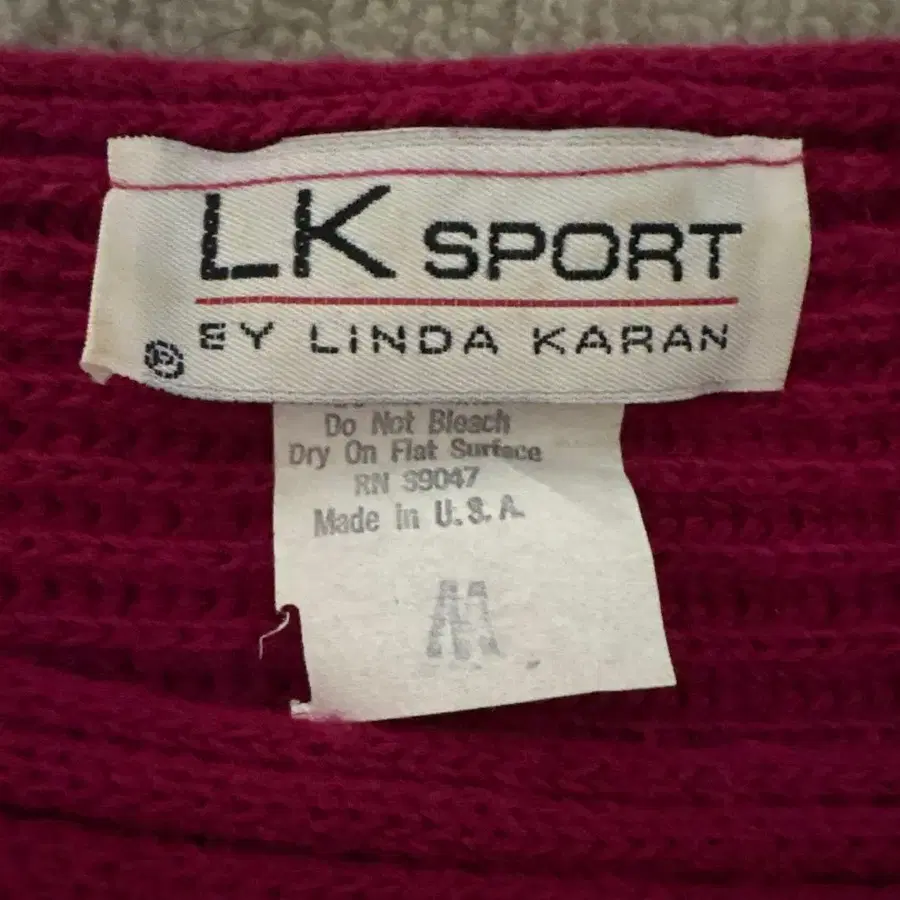 LK SPORT
BY LINDA KARAN
®
Do Not Bleach
Dry On Flat Surface
RN 39047
Made in U.S.A.
M